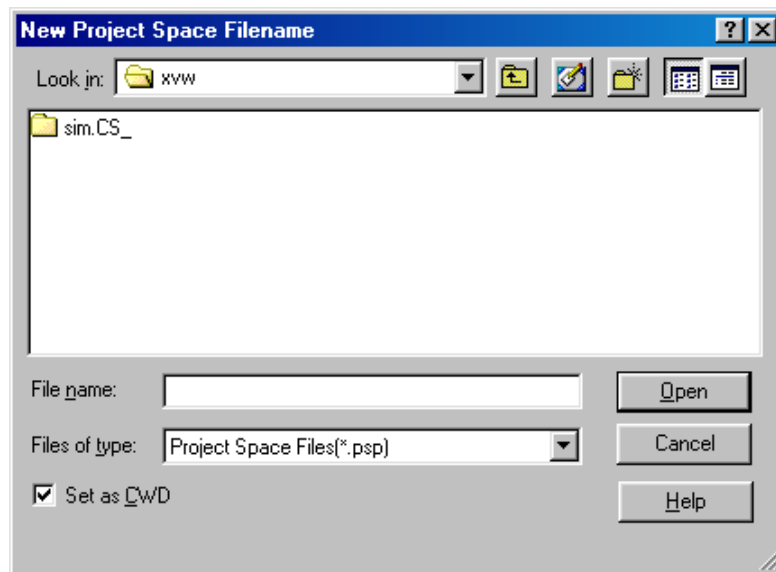 New Project Space Filename
Look in: xvw
sim.CS_
File name: Open
Files of type: Project Space Files(*.psp) Cancel
Set as CWD Help